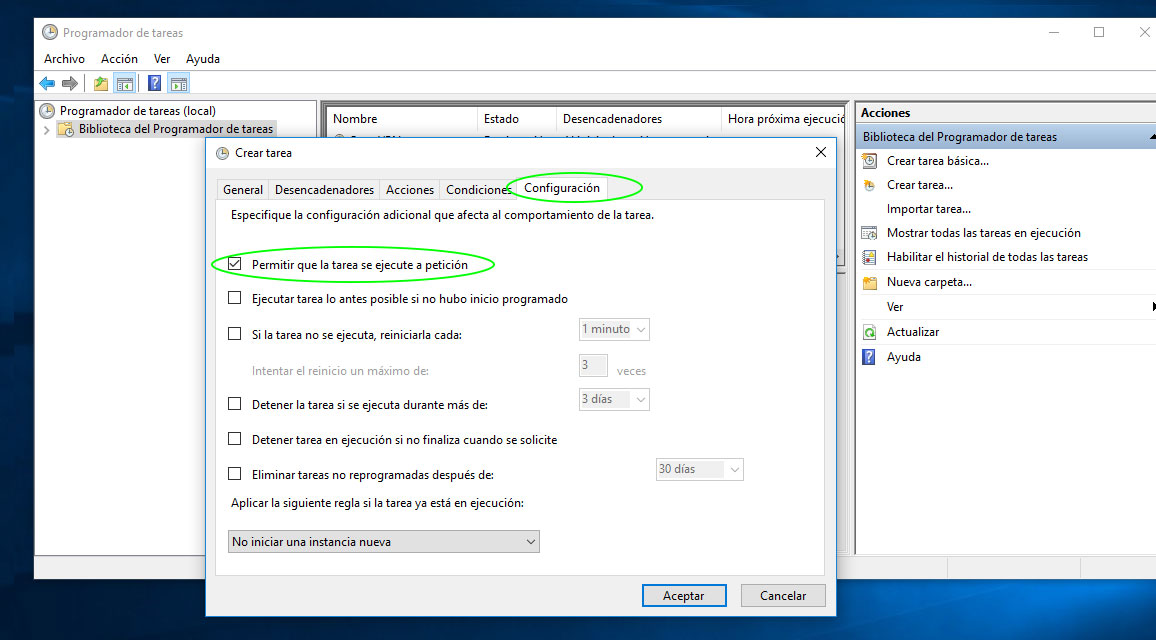 Programador de tareas
Archivo Acción Ver Ayuda
Programador de tareas (local)
Biblioteca del Programador de tareas
Nombre Estado Desencadenadores Hora próxima ejecució
Acciones
Biblioteca del Programador de tareas
Crear tarea básica...
Crear tarea...
Importar tarea...
Mostrar todas las tareas en ejecución
Habilitar el historial de todas las tareas
Nueva carpeta...
Ver
Actualizar
Ayuda
Crear tarea
General Desencadenadores Acciones Condiciones Configuración
Especifique la configuración adicional que afecta al comportamiento de la tarea.
Permitir que la tarea se ejecute a petición
Ejecutar tarea lo antes posible si no hubo inicio programado
Si la tarea no se ejecuta, reiniciarla cada: 1 minuto
Intentar el reinicio un máximo de: 3 veces
Detener la tarea si se ejecuta durante más de: 3 días
Detener tarea en ejecución si no finaliza cuando se solicite
Eliminar tareas no reprogramadas después de: 30 días
Aplicar la siguiente regla si la tarea ya está en ejecución:
No iniciar una instancia nueva
Aceptar Cancelar